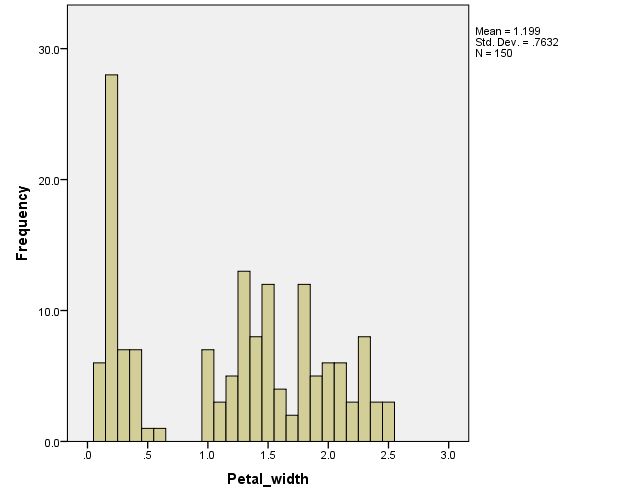 Mean = 1.199
Std. Dev. = .7632
N = 150
30.0
20.0
10.0
0.0
Frequency
.0 .5 1.0 1.5 2.0 2.5 3.0
Petal_width